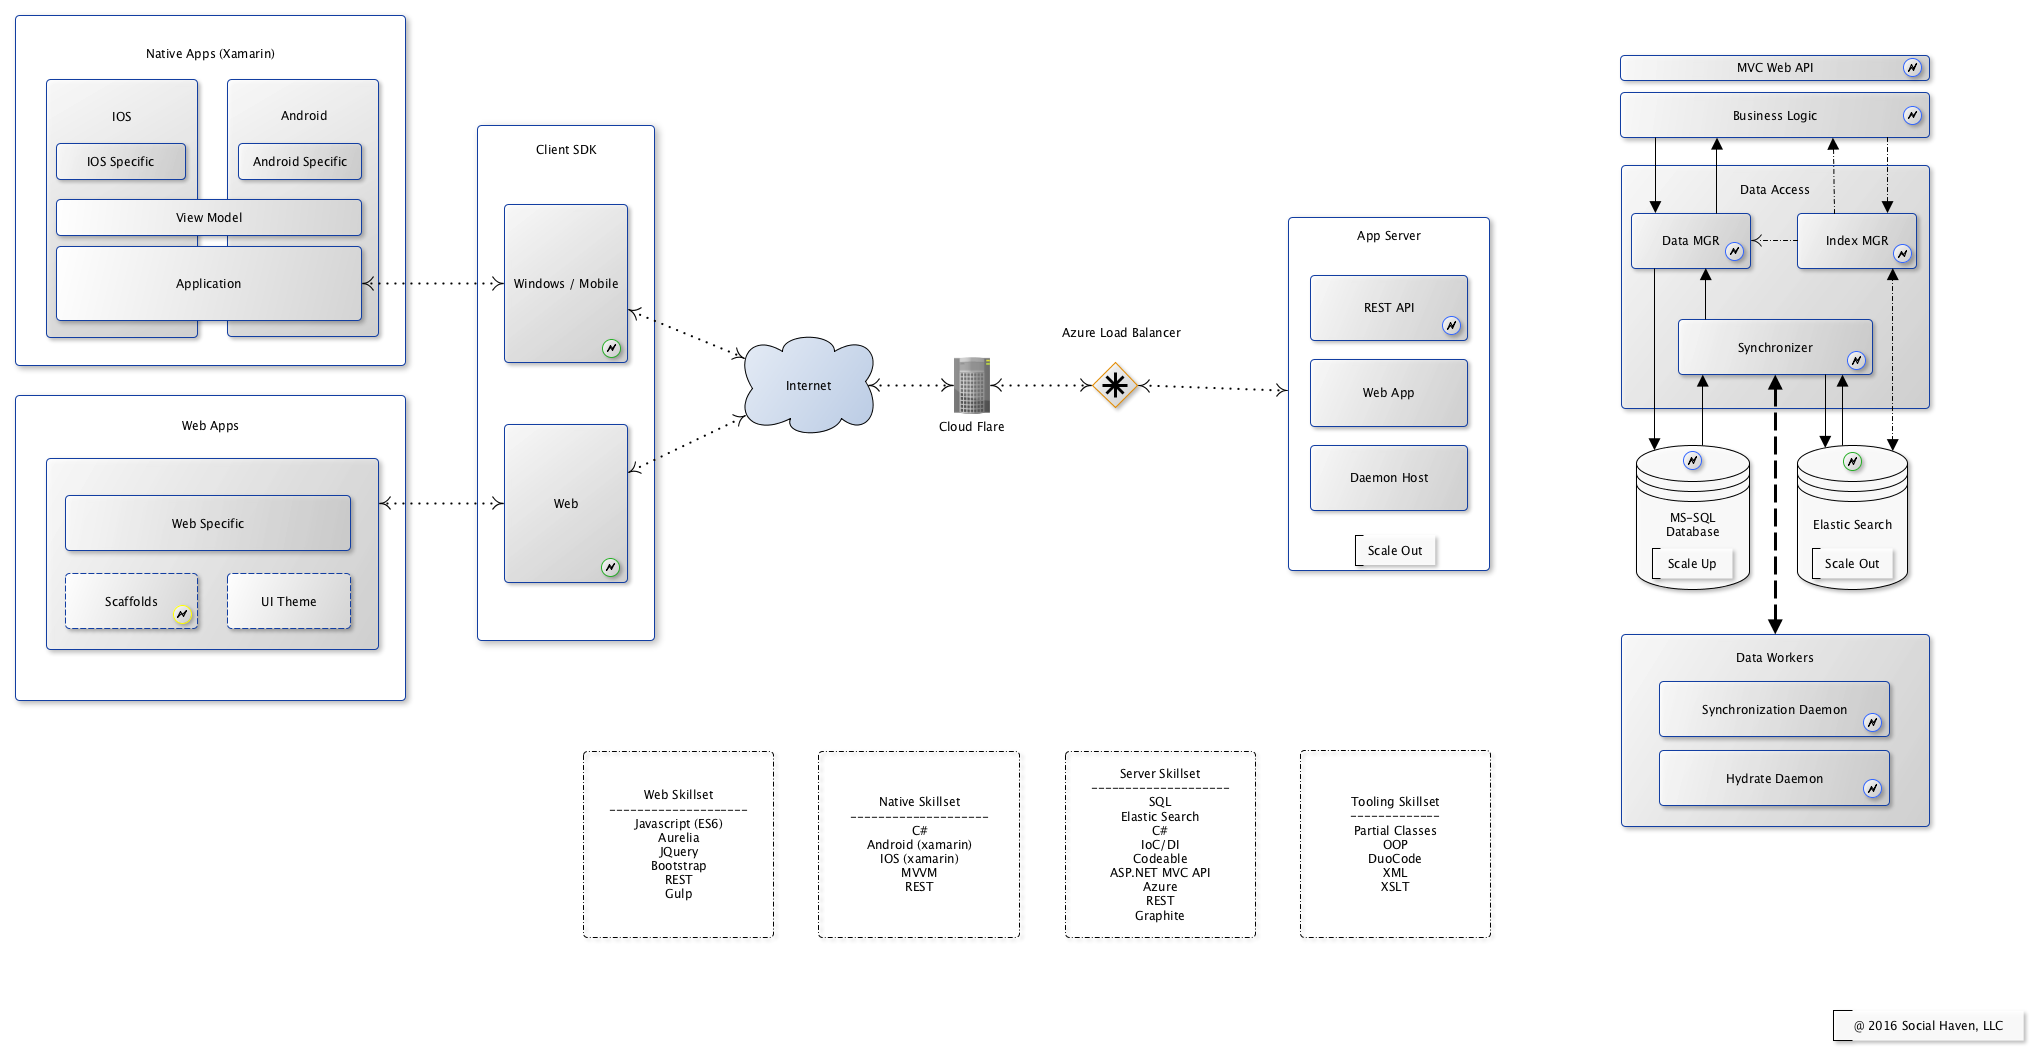 Native Apps (Xamarin)
IOS
Android
IOS Specific
Android Specific
View Model
Application
Web Apps
Web Specific
Scaffolds
UI Theme
Client SDK
Windows / Mobile
Web
Internet
Cloud Flare
Azure Load Balancer
App Server
REST API
Web App
Daemon Host
Scale Out
MVC Web API
Business Logic
Data Access
Data MGR
Index MGR
Synchronizer
MS-SQL
Database
Scale Up
Elastic Search
Scale Out
Data Workers
Synchronization Daemon
Hydrate Daemon
Web Skillset
--------------------
Javascript (ES6)
Aurelia
JQuery
Bootstrap
REST
Gulp
Native Skillset
--------------------
C#
Android (xamarin)
IOS (xamarin)
MVVM
REST
Server Skillset
--------------------
SQL
Elastic Search
C#
IoC/DI
Codeable
ASP.NET MVC API
Azure
REST
Graphite
Tooling Skillset
-------------
Partial Classes
OOP
DuoCode
XML
XSLT
@ 2016 Social Haven, LLC